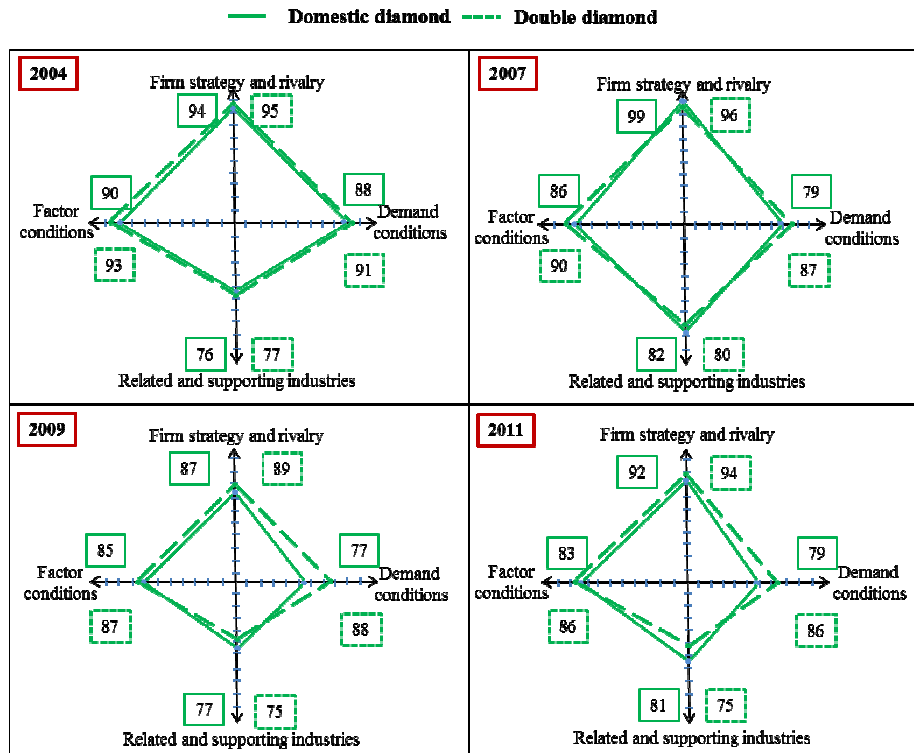 Domestic diamond Double diamond
2004
Firm strategy and rivalry
94 95
90 88
Factor conditions
Demand conditions
93 91
76 77
Related and supporting industries
2007
Firm strategy and rivalry
99 96
86 79
Factor conditions
Demand conditions
90 87
82 80
Related and supporting industries
2009
Firm strategy and rivalry
87 89
85 77
Factor conditions
Demand conditions
87 88
77 75
Related and supporting industries
2011
Firm strategy and rivalry
92 94
83 79
Factor conditions
Demand conditions
86 86
81 75
Related and supporting industries